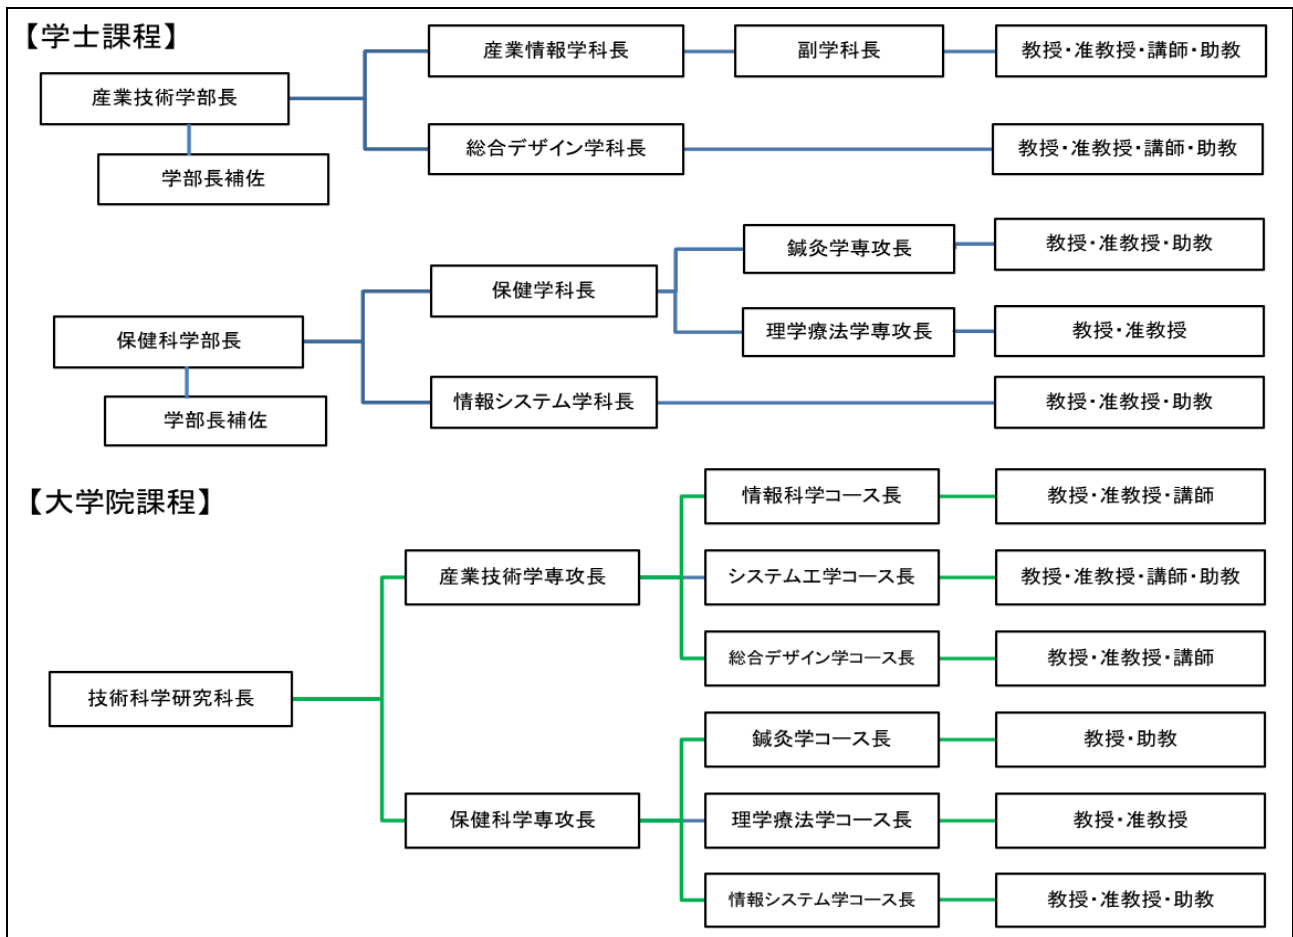 【学士課程】
産業情報学科長
副学科長
教授・准教授・講師・助教
産業技術学部長
総合デザイン学科長
教授・准教授・講師・助教
学部長補佐
鍼灸学専攻長
教授・准教授・助教
保健学科長
理学療法学専攻長
教授・准教授
保健科学部長
情報システム学科長
教授・准教授・助教
学部長補佐
【大学院課程】
情報科学コース長
教授・准教授・講師
産業技術学専攻長
システム工学コース長
教授・准教授・講師・助教
総合デザイン学コース長
教授・准教授・講師
技術科学研究科長
鍼灸学コース長
教授・助教
保健科学専攻長
理学療法学コース長
教授・准教授
情報システム学コース長
教授・准教授・助教